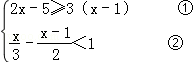 {2x-5⩾3（x-1） ①
x/3-(x-1)/2<1 ②